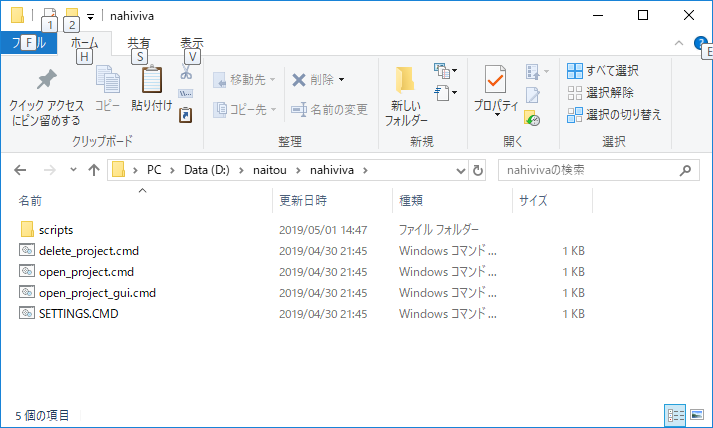 nahiviva
1 2
ファイル ホーム 共有 表示
F H S V E
クイック アクセス
にピン留めする
コピー
貼り付け
クリップボード
移動先
コピー先
削除
名前の変更
整理
新しい
フォルダー
新規
プロパティ
開く
すべて選択
選択解除
選択の切り替え
選択
PC Data (D:) naitou nahiviva
nahivivaの検索
名前 更新日時 種類 サイズ
scripts 2019/05/01 14:47 ファイル フォルダー
delete_project.cmd 2019/04/30 21:45 Windows コマンド ... 1 KB
open_project.cmd 2019/04/30 21:45 Windows コマンド ... 1 KB
open_project_gui.cmd 2019/04/30 21:45 Windows コマンド ... 1 KB
SETTINGS.CMD 2019/04/30 21:45 Windows コマンド ... 1 KB
5 個の項目